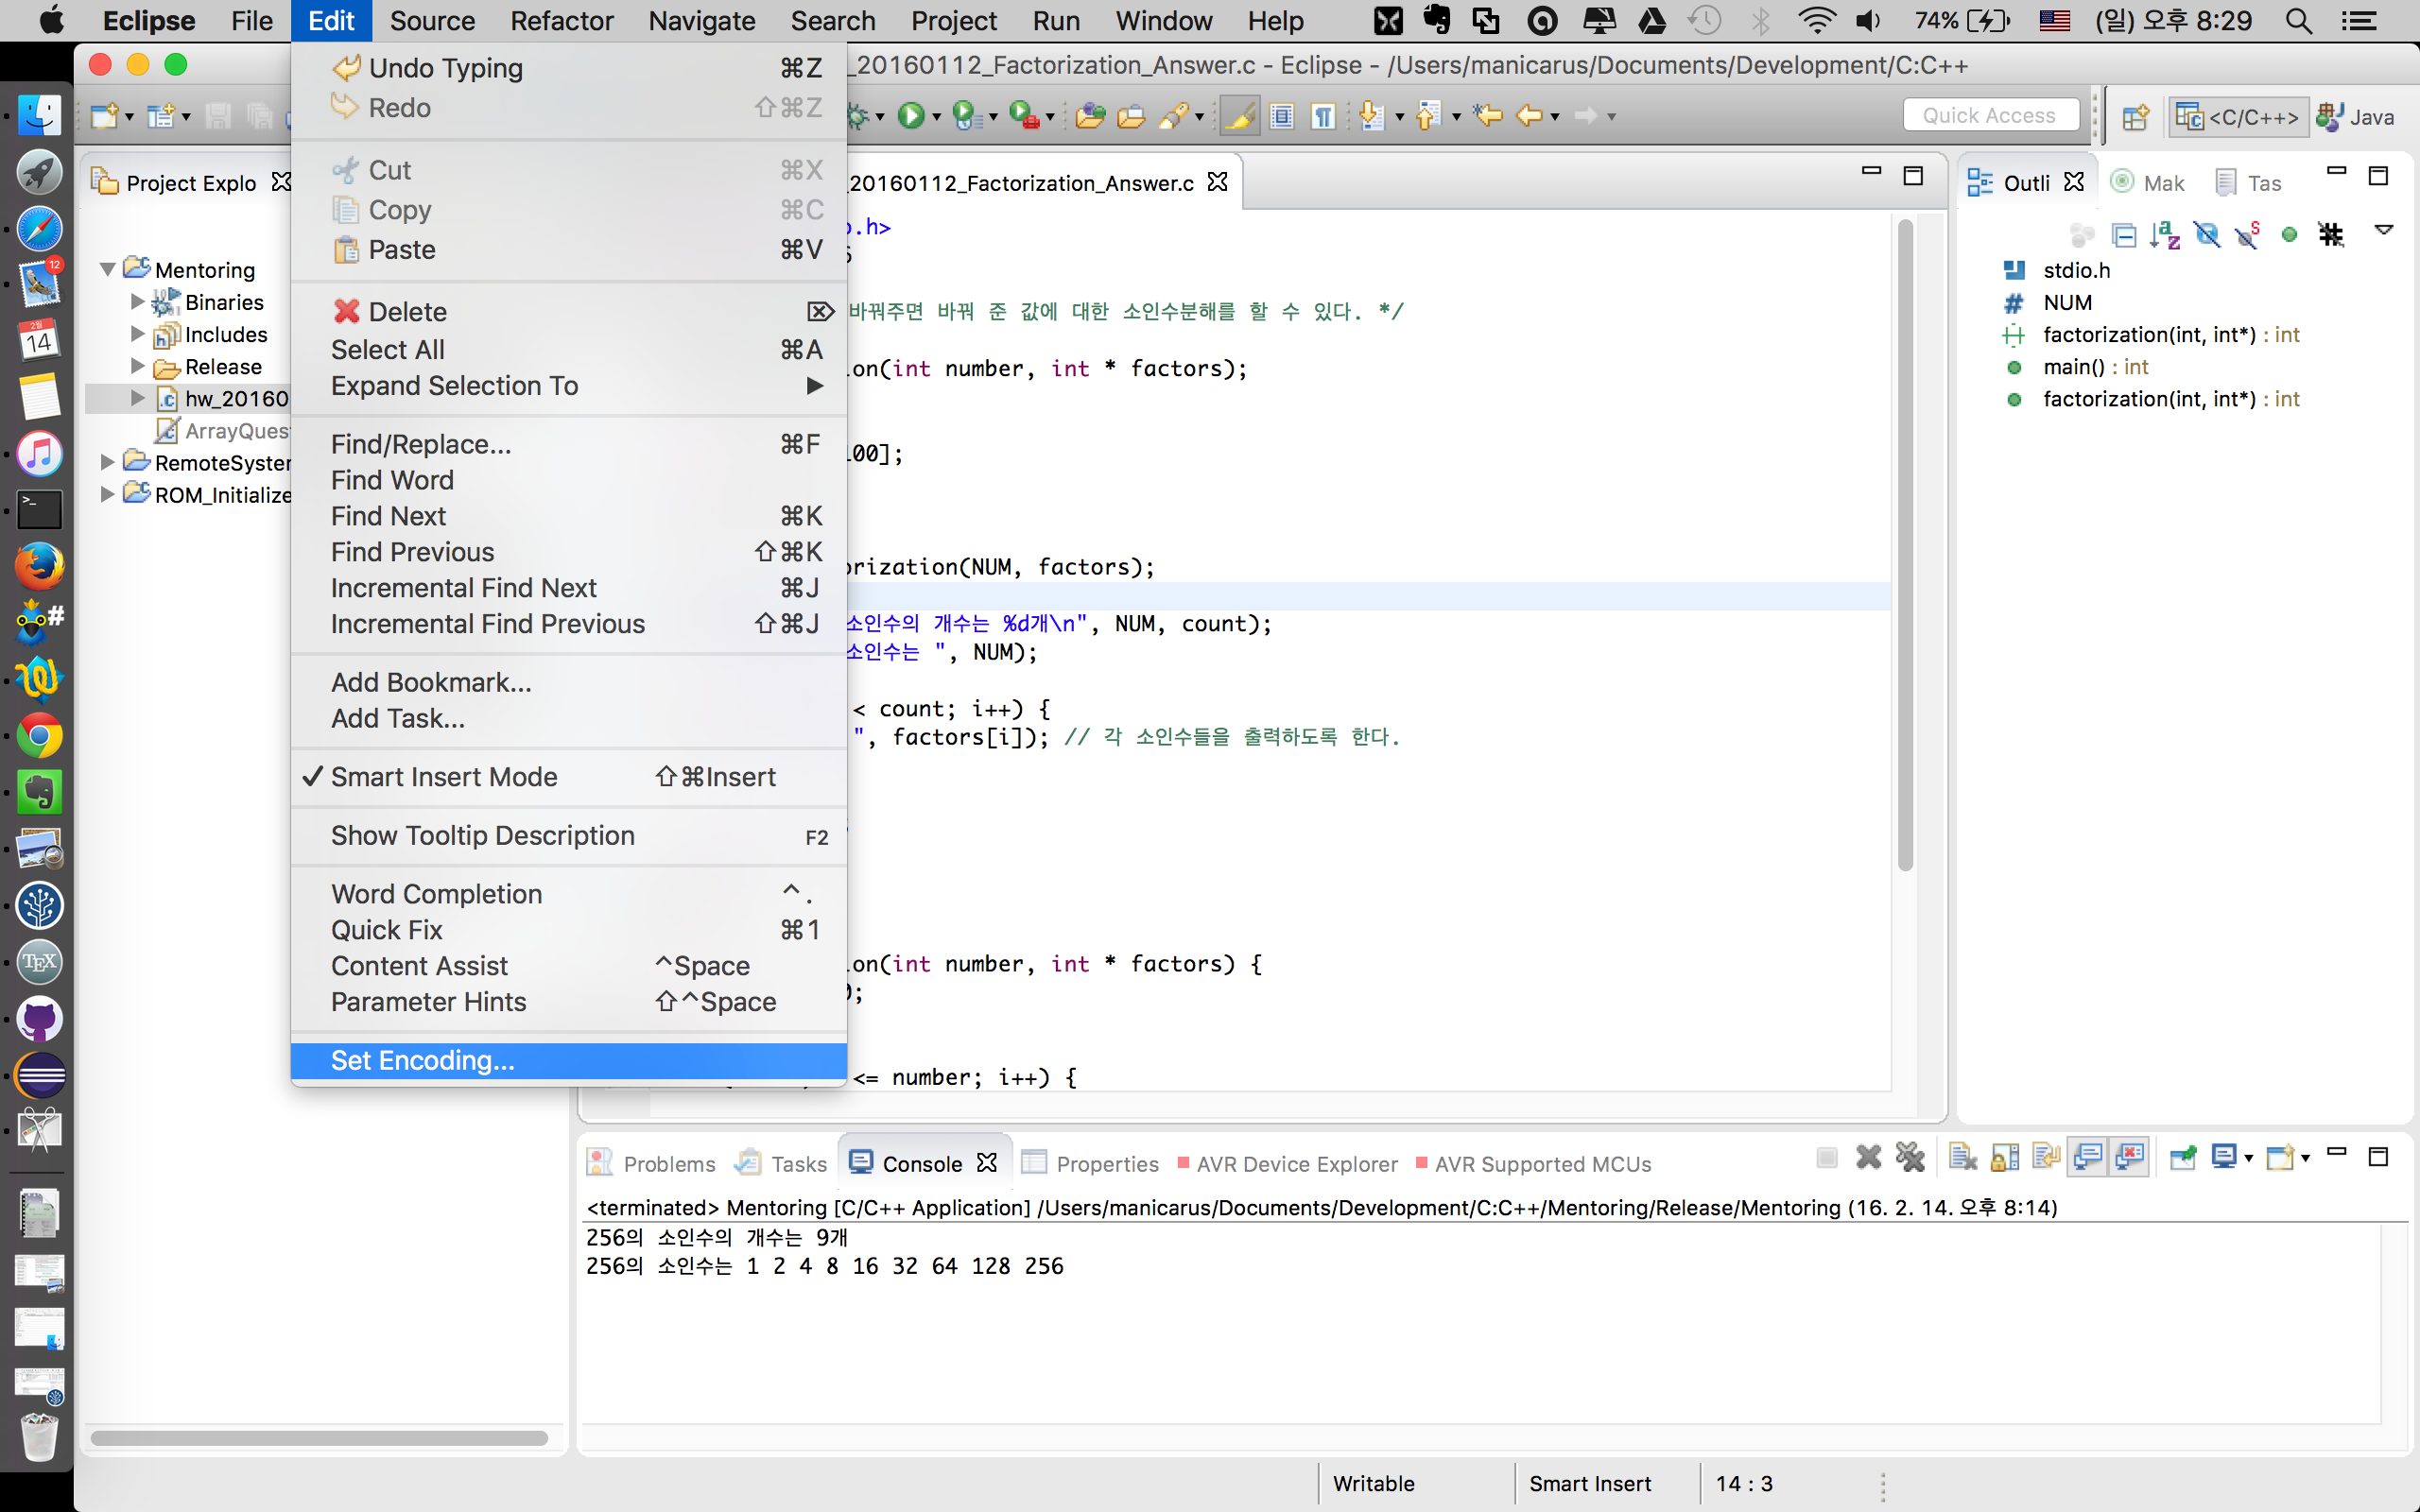 Eclipse File Edit Source Refactor Navigate Search Project Run Window Help 74% (일) 오후 8:29
_20160112_Factorization_Answer.c - Eclipse - /Users/manicarus/Documents/Development/C:C++
Quick Access <C/C++> Java
Undo Typing ⌘Z
Redo ⇧⌘Z
Cut ⌘X
Copy ⌘C
Paste ⌘V
Delete ⌦
Select All ⌘A
Expand Selection To ▶
Find/Replace... ⌘F
Find Word
Find Next ⌘K
Find Previous ⇧⌘K
Incremental Find Next ⌘J
Incremental Find Previous ⇧⌘J
Add Bookmark...
Add Task...
✓ Smart Insert Mode ⇧⌘Insert
Show Tooltip Description F2
Word Completion ^ .
Quick Fix ⌘1
Content Assist ^Space
Parameter Hints ⇧^Space
Set Encoding...
12
2월
14
TEX
Project Explo
Mentoring
Binaries
Includes
Release
hw_20160
ArrayQues
RemoteSyster
ROM_Initialize
_20160112_Factorization_Answer.c
.h>
바꿔주면 바꿔 준 값에 대한 소인수분해를 할 수 있다. */
on(int number, int * factors);
100];
orization(NUM, factors);
소인수의 개수는 %d개\n", NUM, count);
소인수는 ", NUM);
< count; i++) {
", factors[i]); // 각 소인수들을 출력하도록 한다.
on(int number, int * factors) {
);
<= number; i++) {
Outli Mak Tas
stdio.h
NUM
factorization(int, int*) : int
main() : int
factorization(int, int*) : int
Problems Tasks Console Properties AVR Device Explorer AVR Supported MCUs
<terminated> Mentoring [C/C++ Application] /Users/manicarus/Documents/Development/C:C++/Mentoring/Release/Mentoring (16. 2. 14. 오후 8:14)
256의 소인수의 개수는 9개
256의 소인수는 1 2 4 8 16 32 64 128 256
Writable Smart Insert 14 : 3